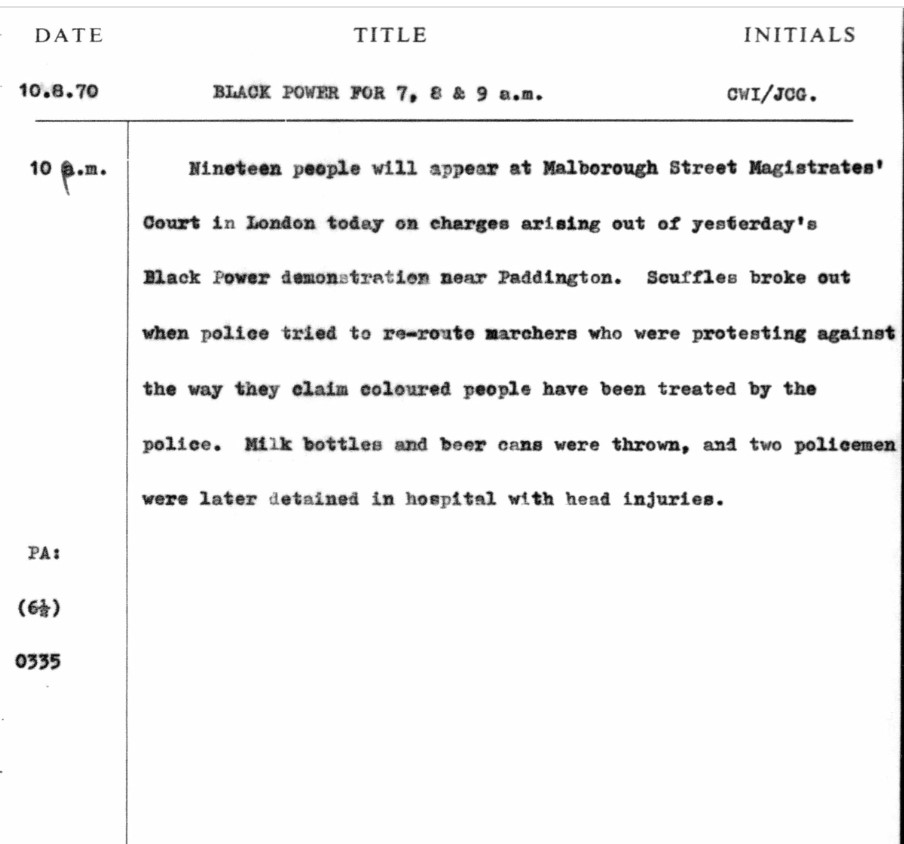 DATE TITLE INITIALS
10.8.70 BLACK POWER FOR 7, 8 & 9 a.m. CWI/JCG.
10 a.m. Nineteen people will appear at Malborough Street Magistrates'
Court in London today on charges arising out of yesterday's
Black Power demonstration near Paddington. Scuffles broke out
when police tried to re-route marchers who were protesting against
the way they claim coloured people have been treated by the
police. Milk bottles and beer cans were thrown, and two policemen
were later detained in hospital with head injuries.
PA:
(6½)
0335